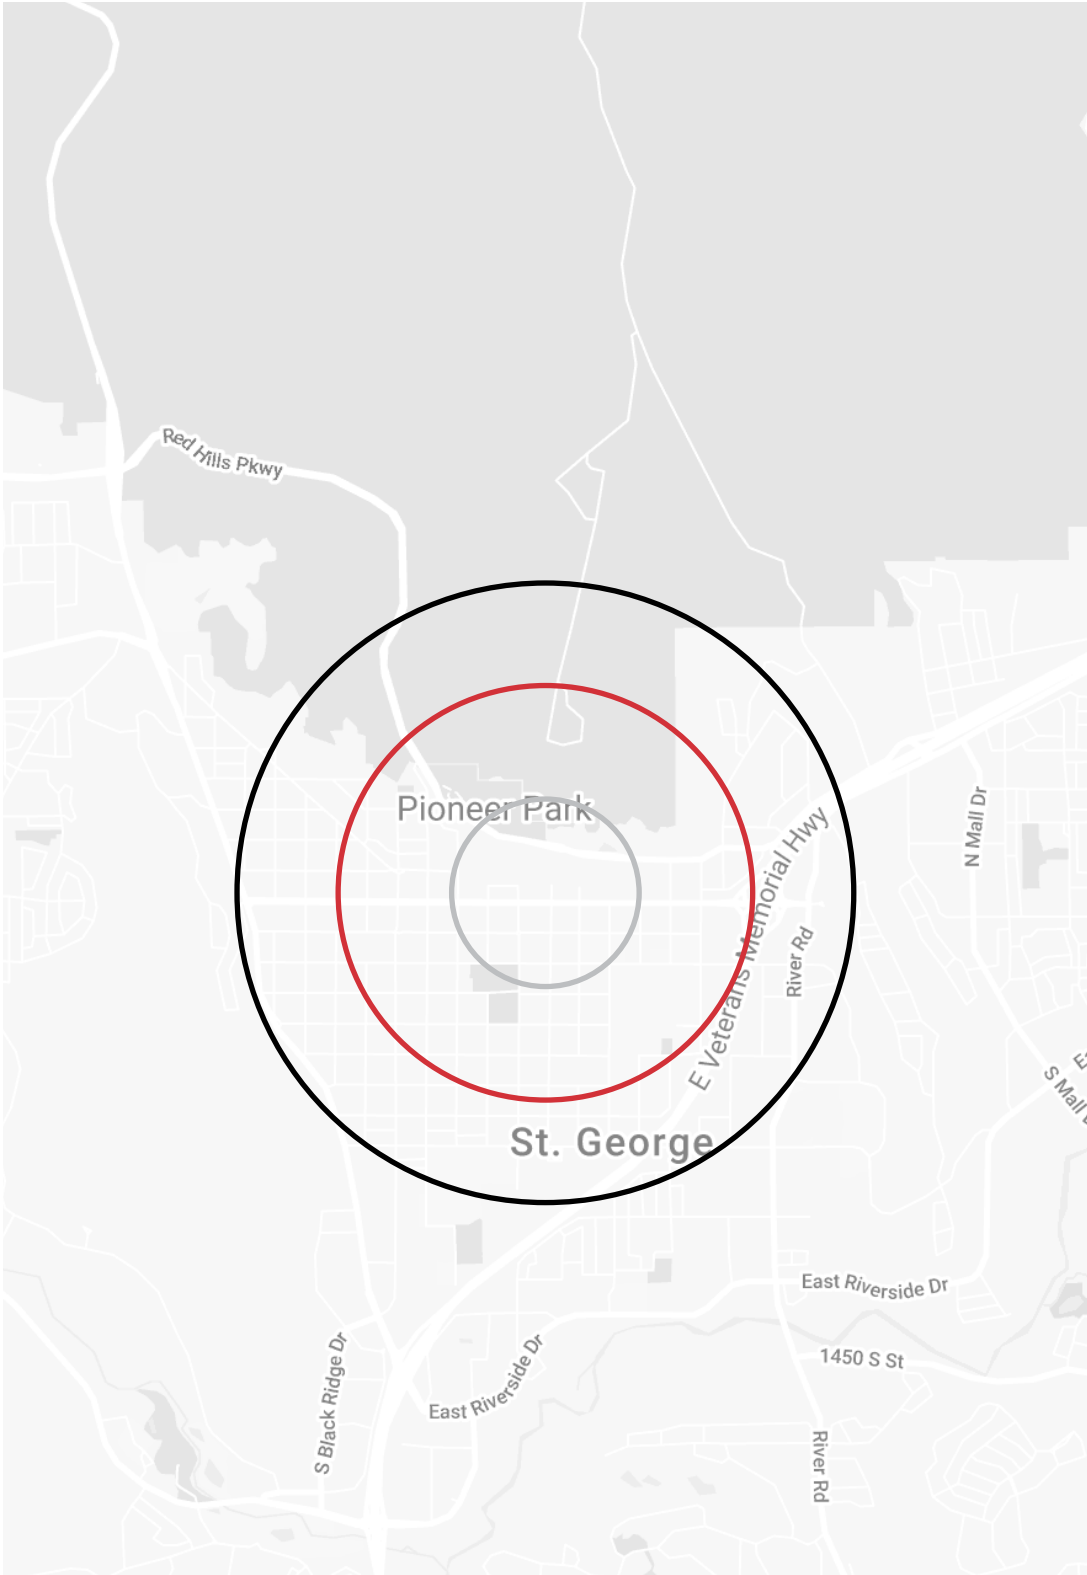 Red Hills Pkwy
Pioneer Park
N Mall Dr
E Veterans Memorial Hwy
River Rd
S Mall
St. George
East Riverside Dr
1450 S St
S Black Ridge Dr
East Riverside Dr
River Rd